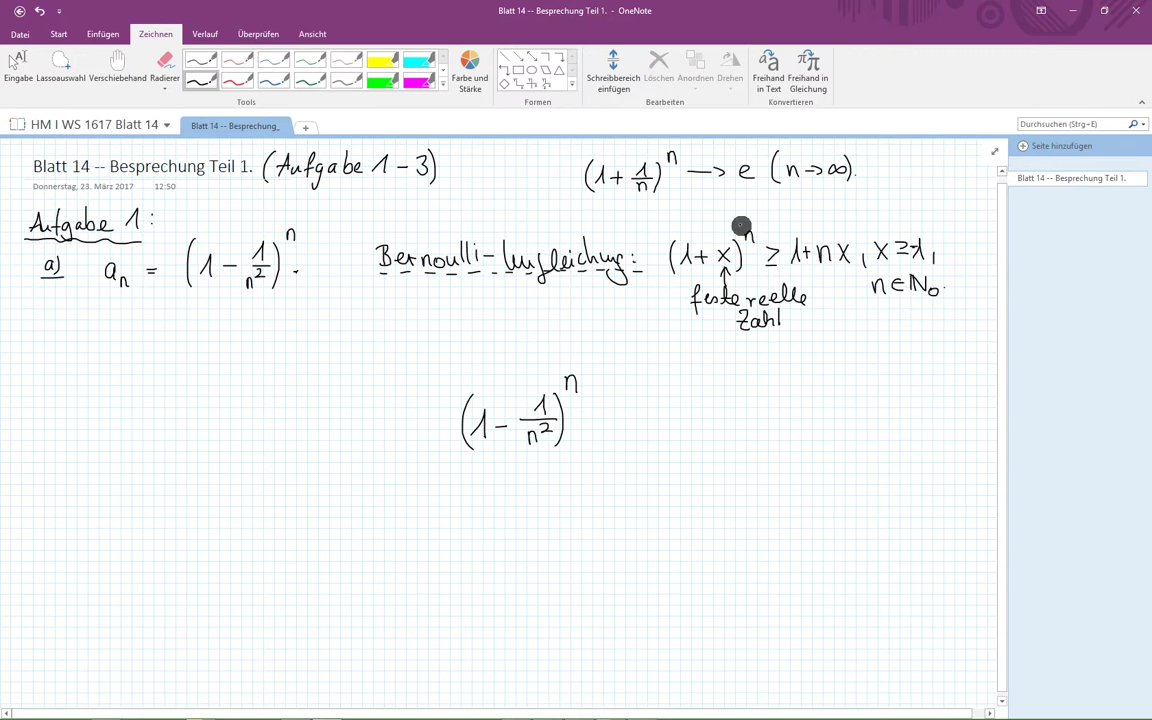 Blatt 14 -- Besprechung Teil 1. - OneNote
Datei Start Einfügen Zeichnen Verlauf Überprüfen Ansicht
Eingabe Lassoauswahl Verschiebehand Radierer
Farbe und Stärke
Schreibbereich einfügen Löschen Anordnen Drehen
Freihand in Text Freihand in Gleichung
Tools Formen Bearbeiten Konvertieren
HM I WS 1617 Blatt 14 Blatt 14 -- Besprechung_
Durchsuchen (Strg+E)
Seite hinzufügen
Blatt 14 -- Besprechung Teil 1.
Blatt 14 -- Besprechung Teil 1. (Aufgabe 1 - 3)
(1 + 1/n)^n → e (n → ∞).
Donnerstag, 23. März 2017 12:50
Aufgabe 1:
a) a_n = (1 - 1/n^2)^n.
Bernoulli-Ungleichung: (1 + x)^n ≥ 1 + n x, x ≥ -1,
n ∈ ℕ_0.
↑
feste reelle
Zahl
(1 - 1/n^2)^n